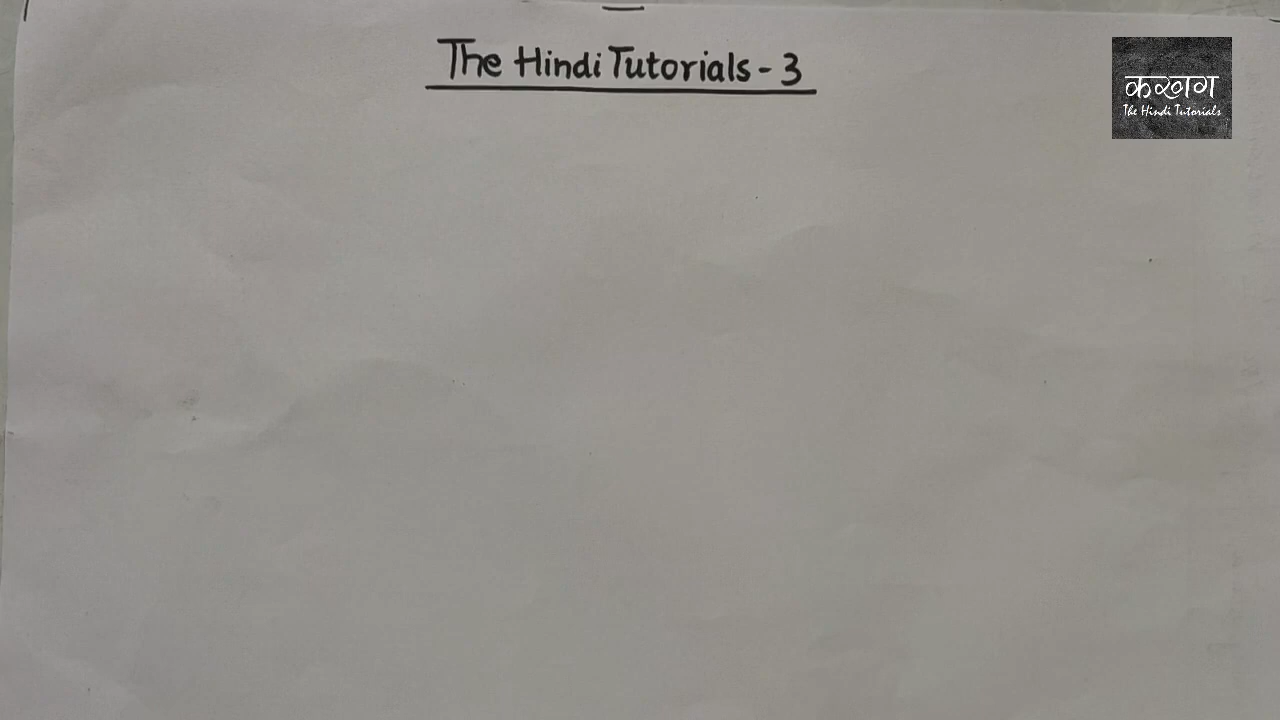 The Hindi Tutorials - 3
कखग
The Hindi Tutorials